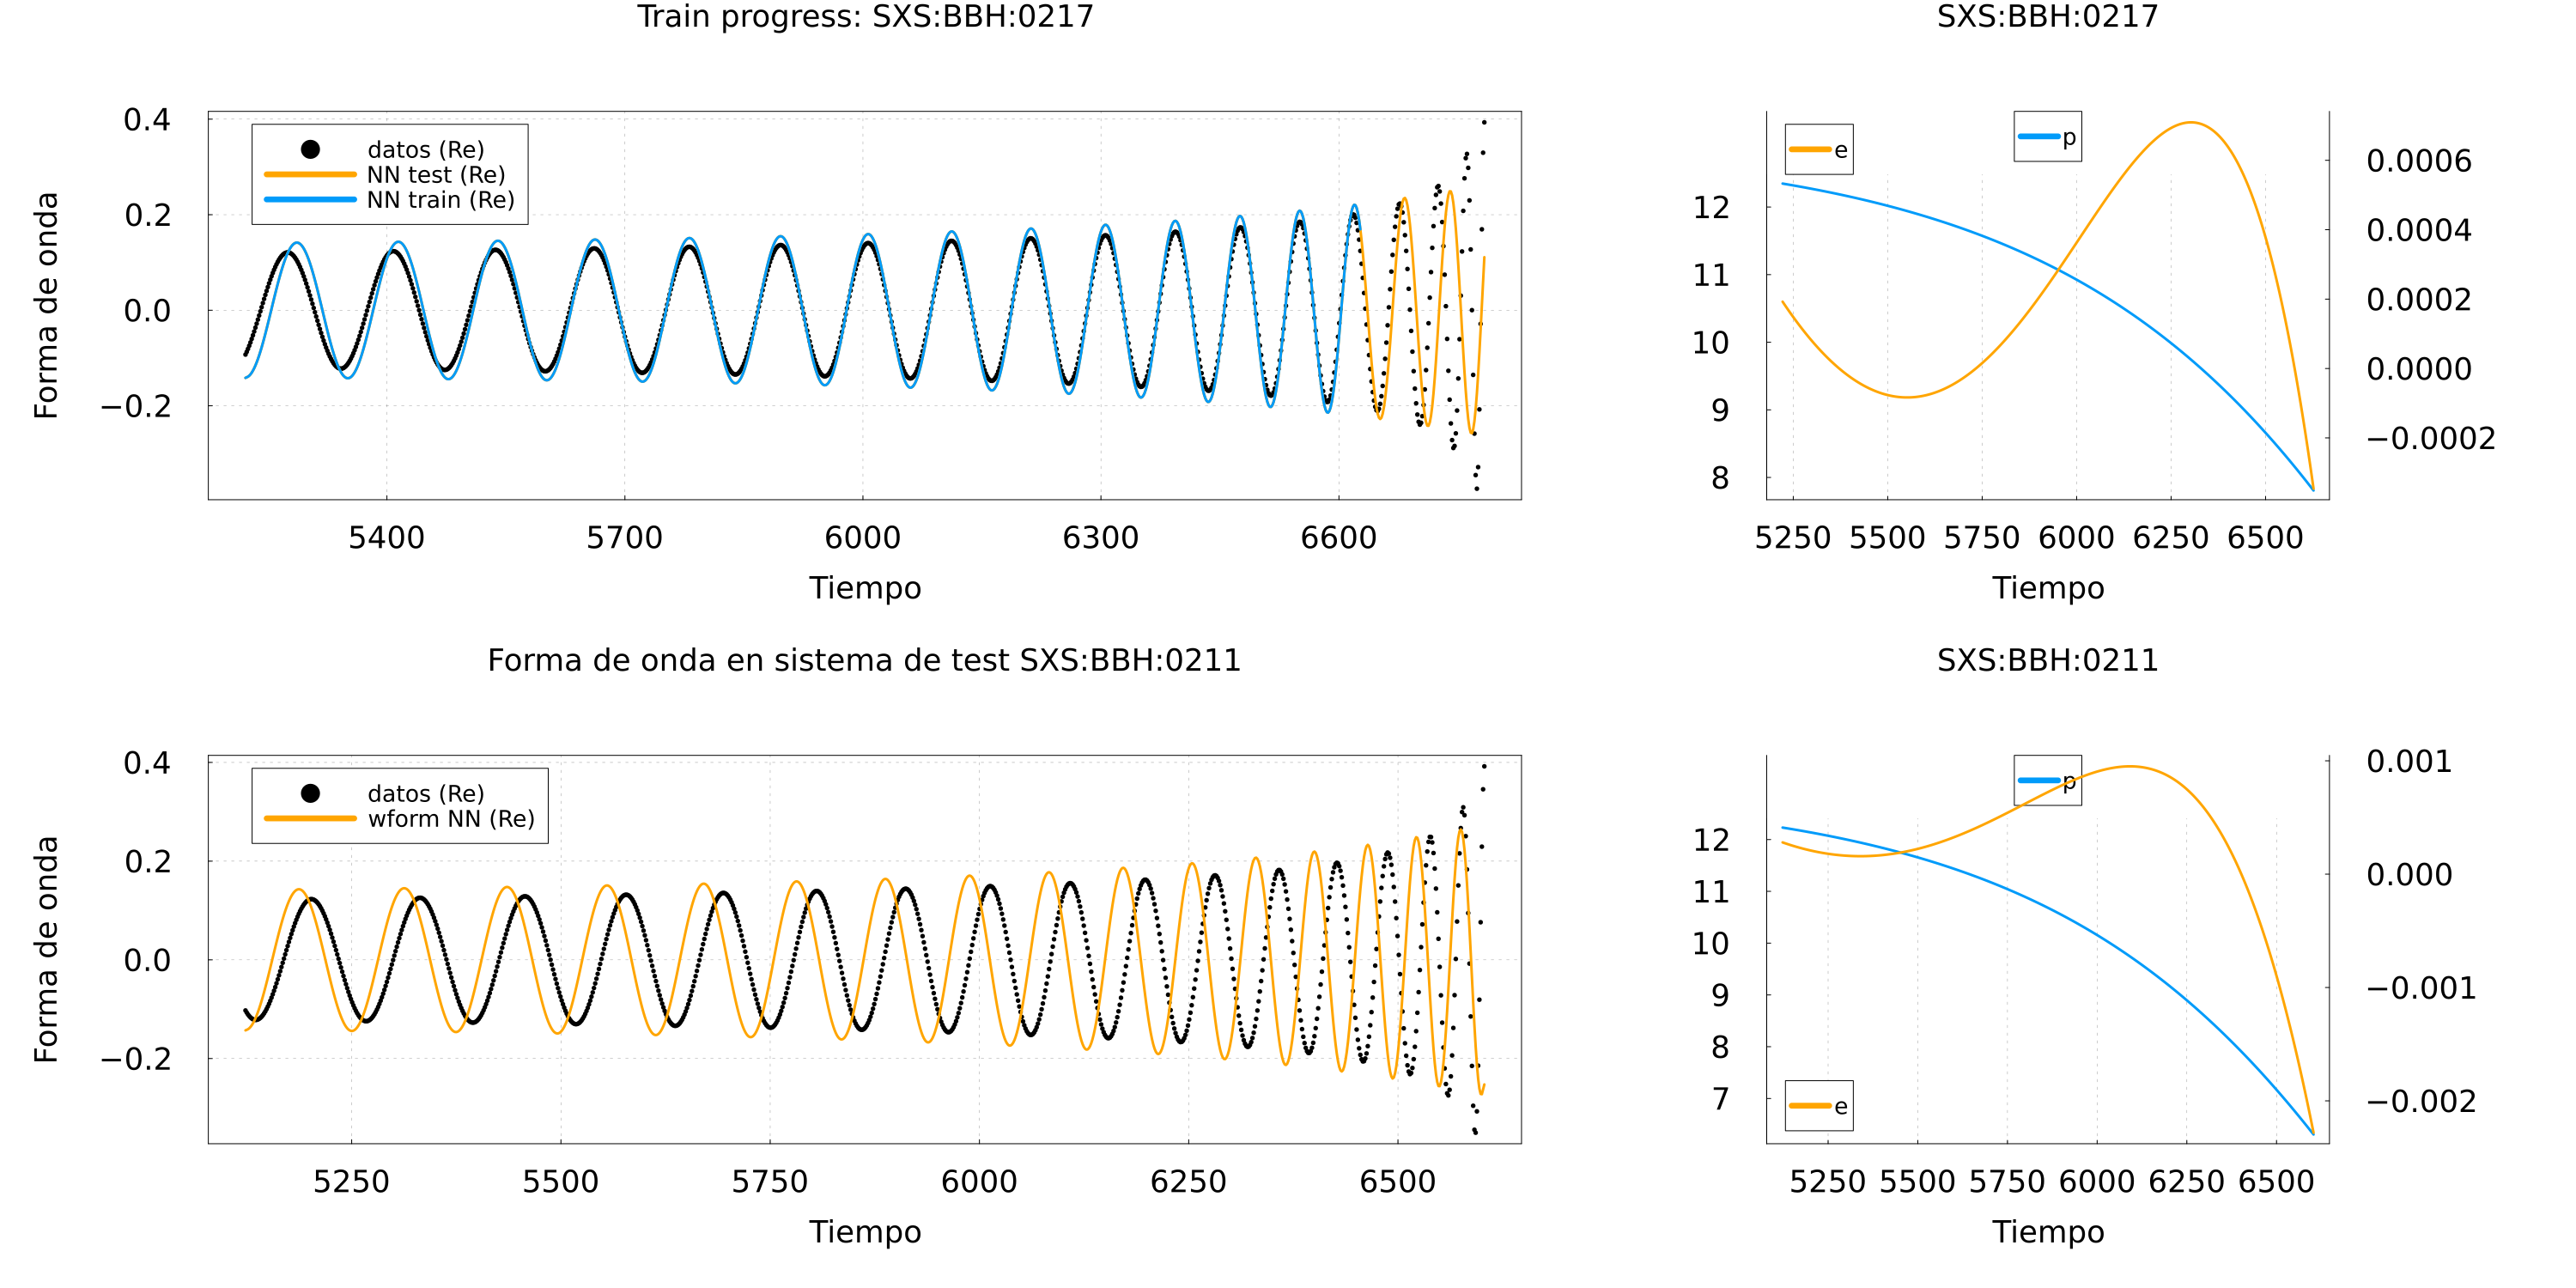 Train progress: SXS:BBH:0217
Forma de onda
0.4
0.2
0.0
−0.2
datos (Re)
NN test (Re)
NN train (Re)
5400 5700 6000 6300 6600
Tiempo
SXS:BBH:0217
e
p
12
11
10
9
8
0.0006
0.0004
0.0002
0.0000
−0.0002
5250 5500 5750 6000 6250 6500
Tiempo
Forma de onda en sistema de test SXS:BBH:0211
Forma de onda
0.4
0.2
0.0
−0.2
datos (Re)
wform NN (Re)
5250 5500 5750 6000 6250 6500
Tiempo
SXS:BBH:0211
p
e
12
11
10
9
8
7
0.001
0.000
−0.001
−0.002
5250 5500 5750 6000 6250 6500
Tiempo